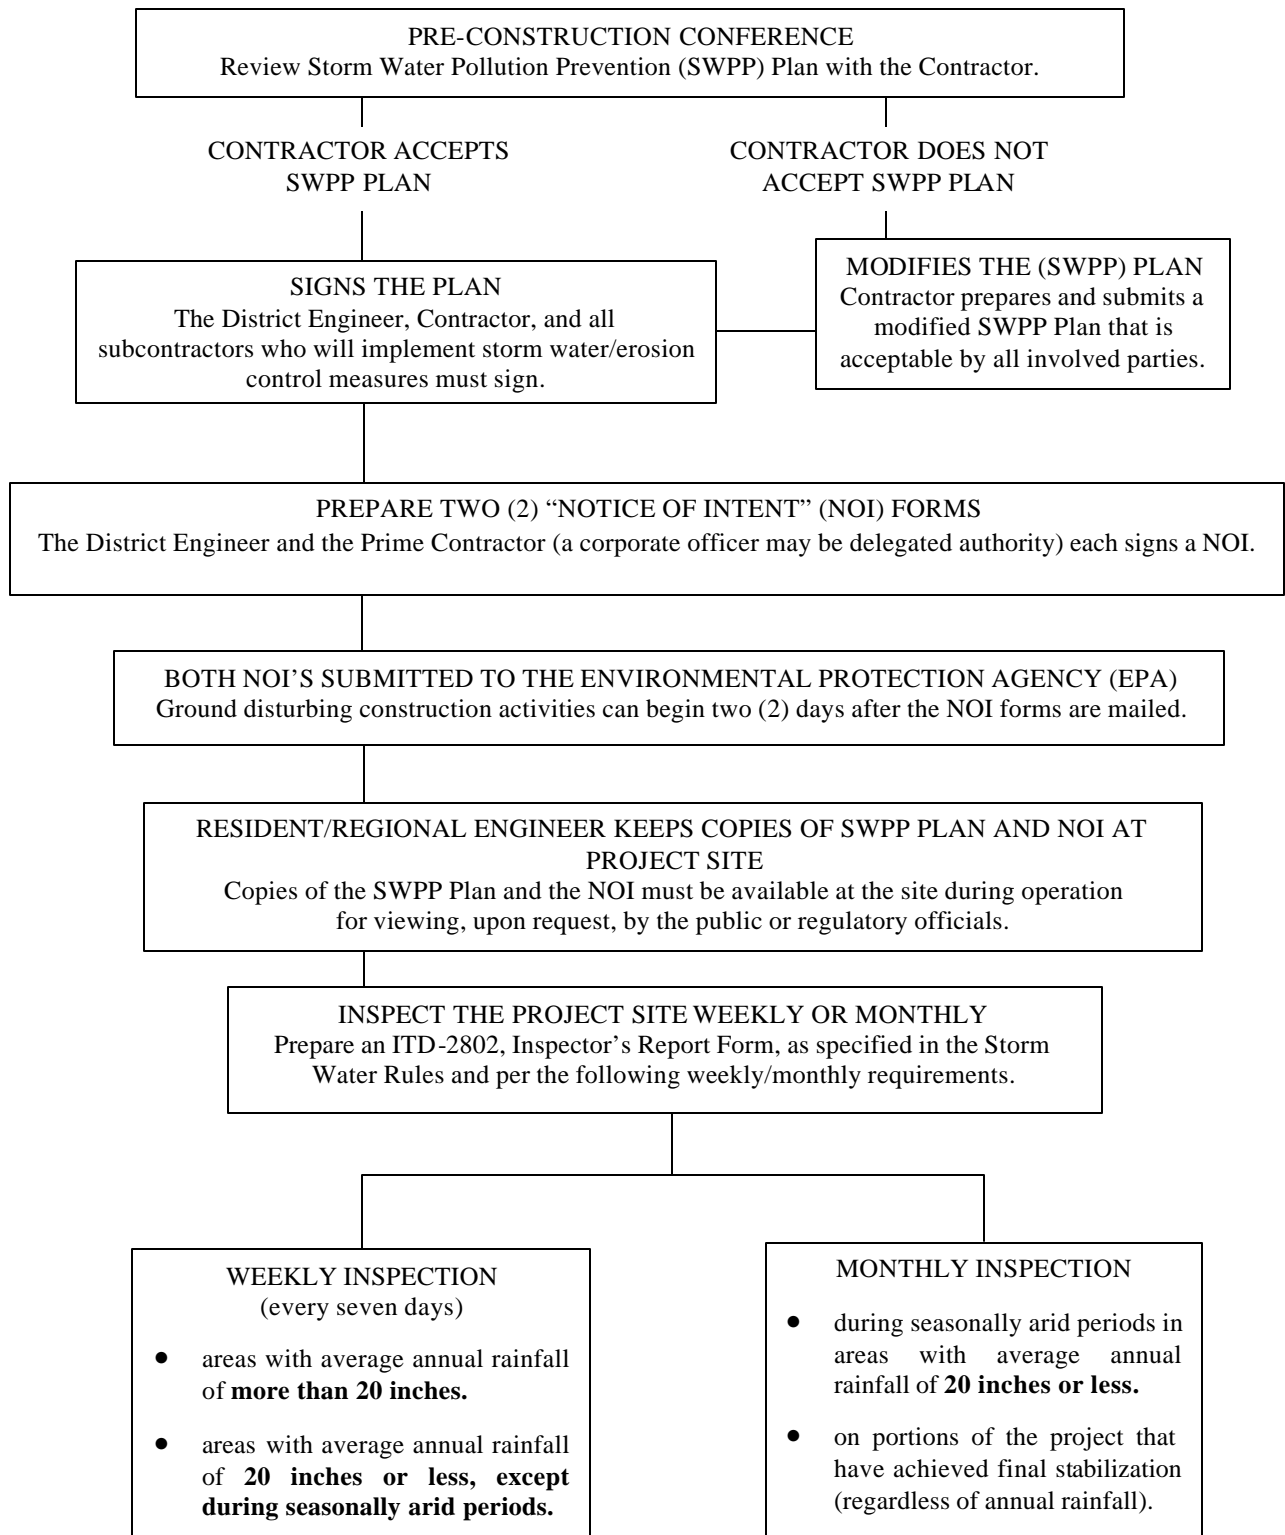 PRE-CONSTRUCTION CONFERENCE
Review Storm Water Pollution Prevention (SWPP) Plan with the Contractor.
CONTRACTOR ACCEPTS
SWPP PLAN
CONTRACTOR DOES NOT
ACCEPT SWPP PLAN
SIGNS THE PLAN
The District Engineer, Contractor, and all
subcontractors who will implement storm water/erosion
control measures must sign.
MODIFIES THE (SWPP) PLAN
Contractor prepares and submits a
modified SWPP Plan that is
acceptable by all involved parties.
PREPARE TWO (2) “NOTICE OF INTENT” (NOI) FORMS
The District Engineer and the Prime Contractor (a corporate officer may be delegated authority) each signs a NOI.
BOTH NOI’S SUBMITTED TO THE ENVIRONMENTAL PROTECTION AGENCY (EPA)
Ground disturbing construction activities can begin two (2) days after the NOI forms are mailed.
RESIDENT/REGIONAL ENGINEER KEEPS COPIES OF SWPP PLAN AND NOI AT
PROJECT SITE
Copies of the SWPP Plan and the NOI must be available at the site during operation
for viewing, upon request, by the public or regulatory officials.
INSPECT THE PROJECT SITE WEEKLY OR MONTHLY
Prepare an ITD-2802, Inspector’s Report Form, as specified in the Storm
Water Rules and per the following weekly/monthly requirements.
WEEKLY INSPECTION
(every seven days)
• areas with average annual rainfall
of more than 20 inches.
• areas with average annual rainfall
of 20 inches or less, except
during seasonally arid periods.
MONTHLY INSPECTION
• during seasonally arid periods in
areas with average annual
rainfall of 20 inches or less.
• on portions of the project that
have achieved final stabilization
(regardless of annual rainfall).